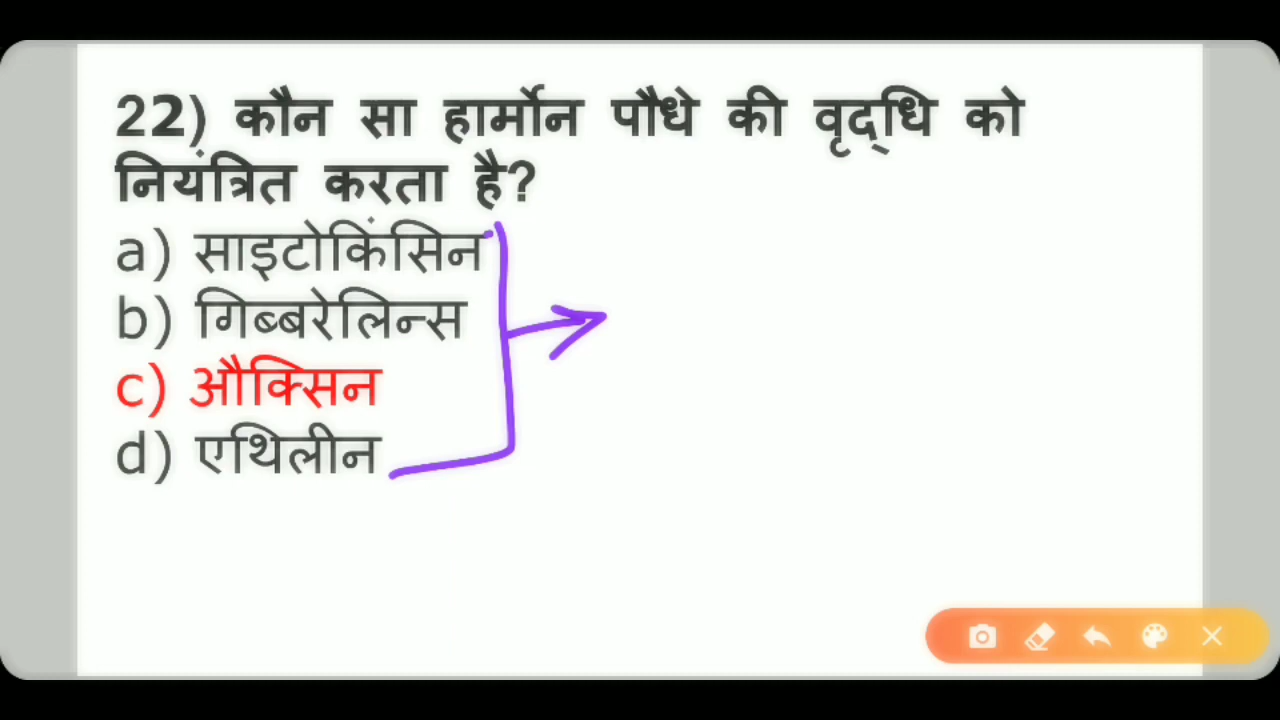 22) कौन सा हार्मोन पौधे की वृद्‌धि को
नियंत्रित करता है?
a) साइटोकिंसिन
b) गिब्बरेलिन्स
c) औक्सिन
d) एथिलीन